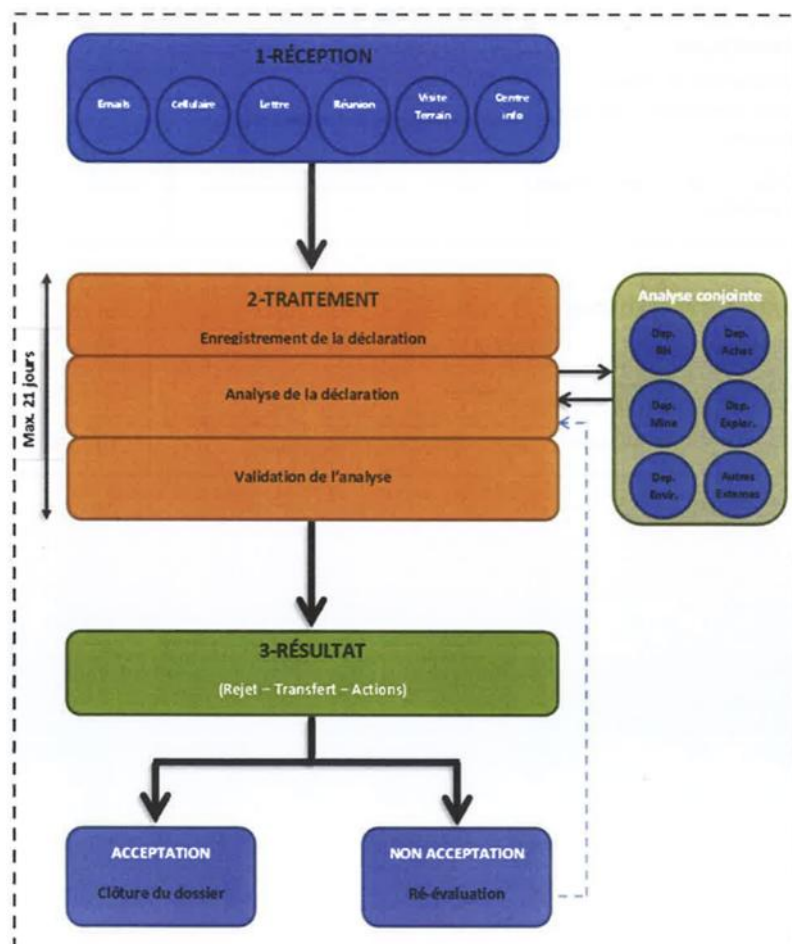 1-RÉCEPTION
Emails
Cellulaire
Lettre
Réunion
Visite
Terrain
Centre
info
Max. 21 jours
2-TRAITEMENT
Enregistrement de la déclaration
Analyse de la déclaration
Validation de l'analyse
Analyse conjointe
Dep.
Dep.
Achat
Dep.
Mine
Dep.
Explor.
Dep.
Envir.
Autres
Externes
3-RÉSULTAT
(Rejet – Transfert – Actions)
ACCEPTATION
Clôture du dossier
NON ACCEPTATION
Ré-évaluation